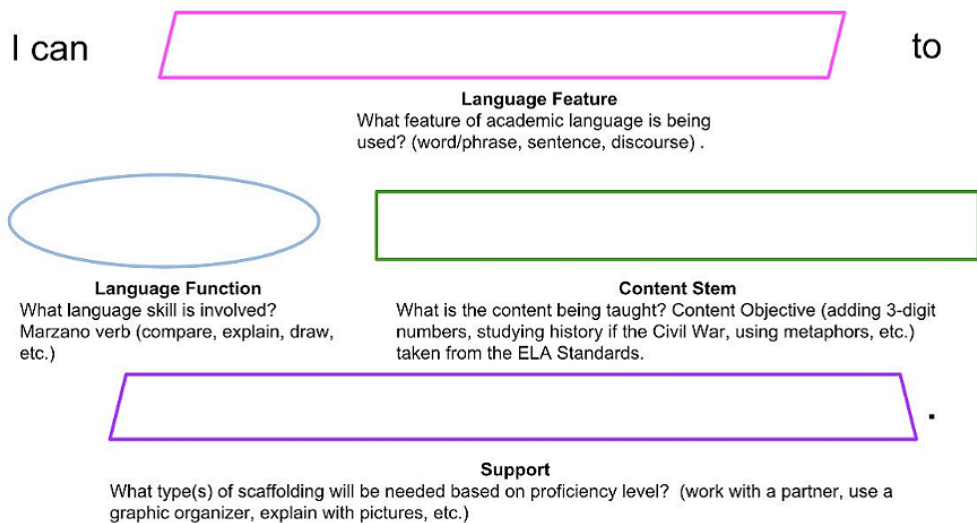 I can to
Language Feature
What feature of academic language is being
used? (word/phrase, sentence, discourse) .
Language Function
What language skill is involved?
Marzano verb (compare, explain, draw,
etc.)
Content Stem
What is the content being taught? Content Objective (adding 3-digit
numbers, studying history if the Civil War, using metaphors, etc.)
taken from the ELA Standards.
.
Support
What type(s) of scaffolding will be needed based on proficiency level? (work with a partner, use a
graphic organizer, explain with pictures, etc.)